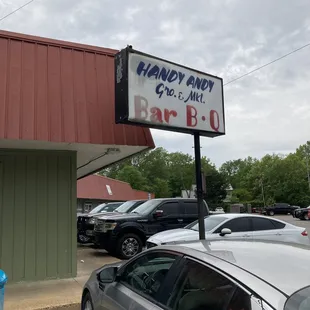 HANDY ANDY
Gro. & Mkt.
Bar B-Q